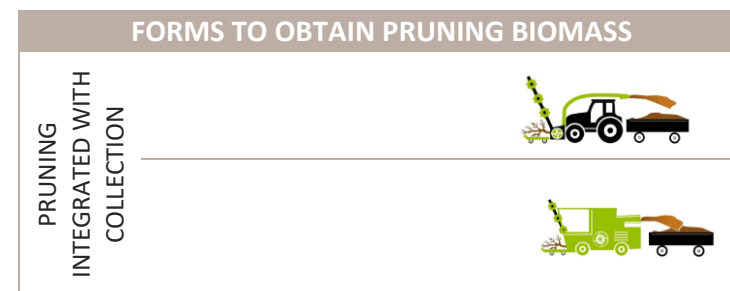 FORMS TO OBTAIN PRUNING BIOMASS
PRUNING
INTEGRATED WITH
COLLECTION